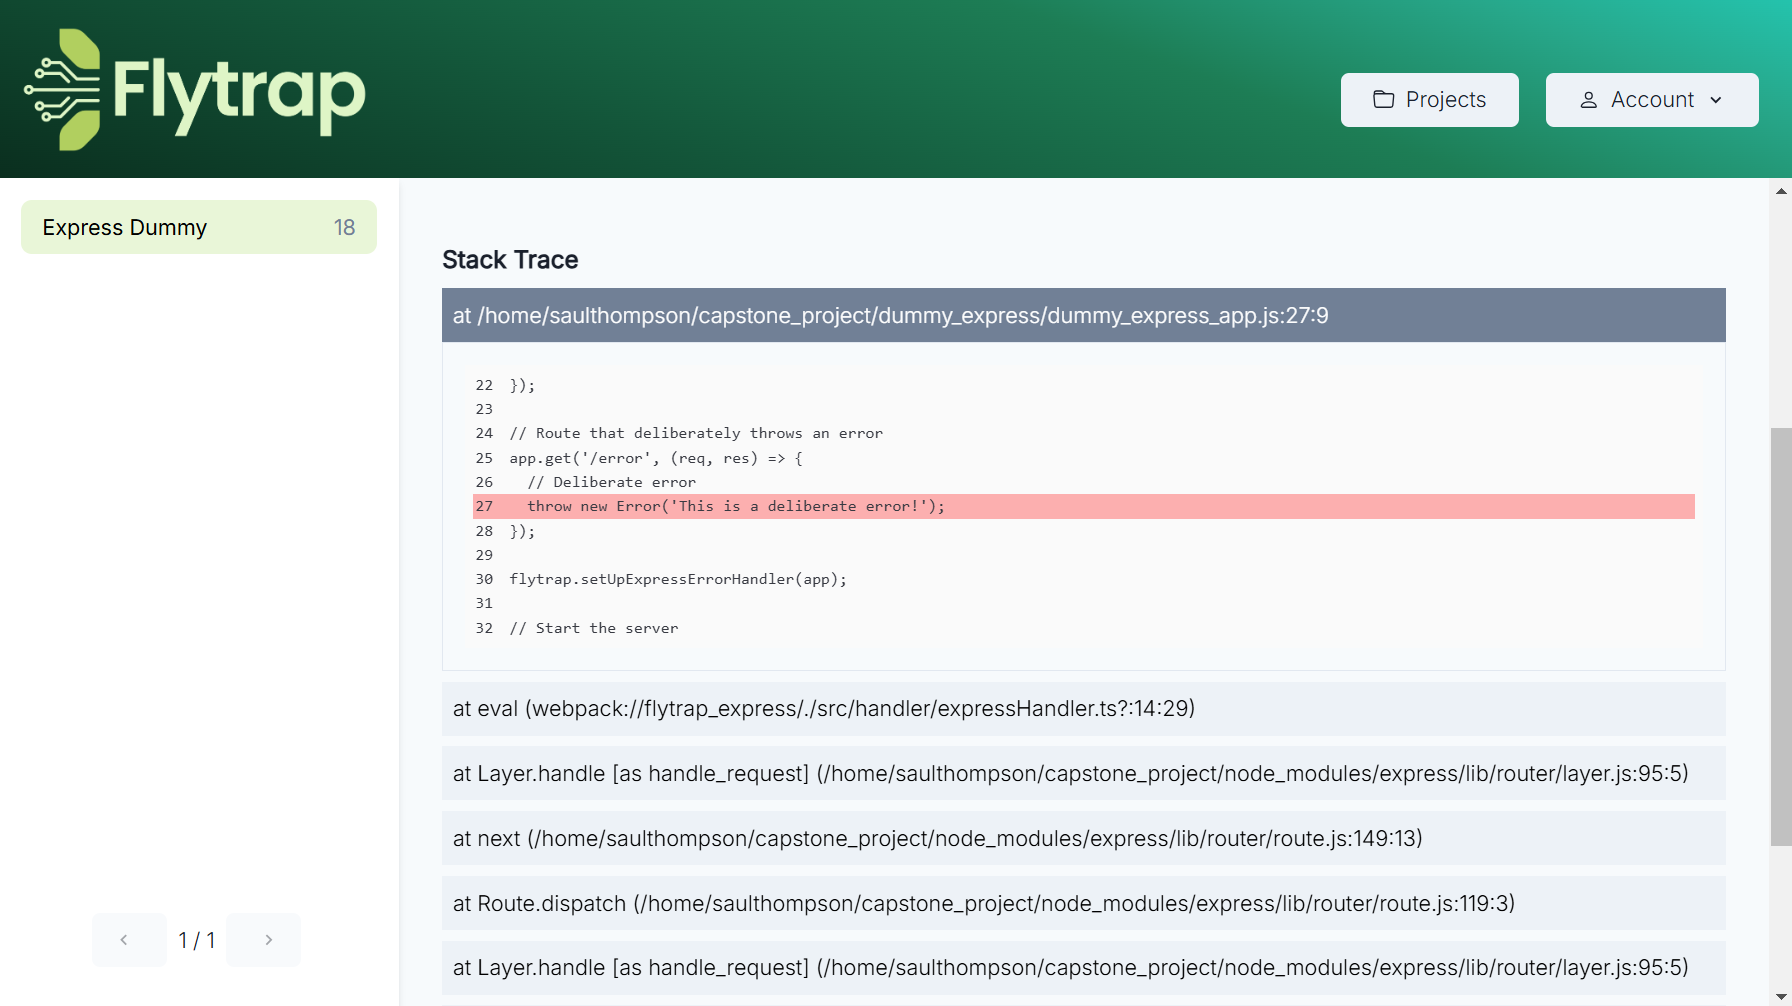 Flytrap
Projects
Account
Express Dummy 18
Stack Trace
at /home/saulthompson/capstone_project/dummy_express/dummy_express_app.js:27:9
22 });
23
24 // Route that deliberately throws an error
25 app.get('/error', (req, res) => {
26 // Deliberate error
27 throw new Error('This is a deliberate error!');
28 });
29
30 flytrap.setUpExpressErrorHandler(app);
31
32 // Start the server
at eval (webpack://flytrap_express/./src/handler/expressHandler.ts?:14:29)
at Layer.handle [as handle_request] (/home/saulthompson/capstone_project/node_modules/express/lib/router/layer.js:95:5)
at next (/home/saulthompson/capstone_project/node_modules/express/lib/router/route.js:149:13)
at Route.dispatch (/home/saulthompson/capstone_project/node_modules/express/lib/router/route.js:119:3)
at Layer.handle [as handle_request] (/home/saulthompson/capstone_project/node_modules/express/lib/router/layer.js:95:5)
1 / 1